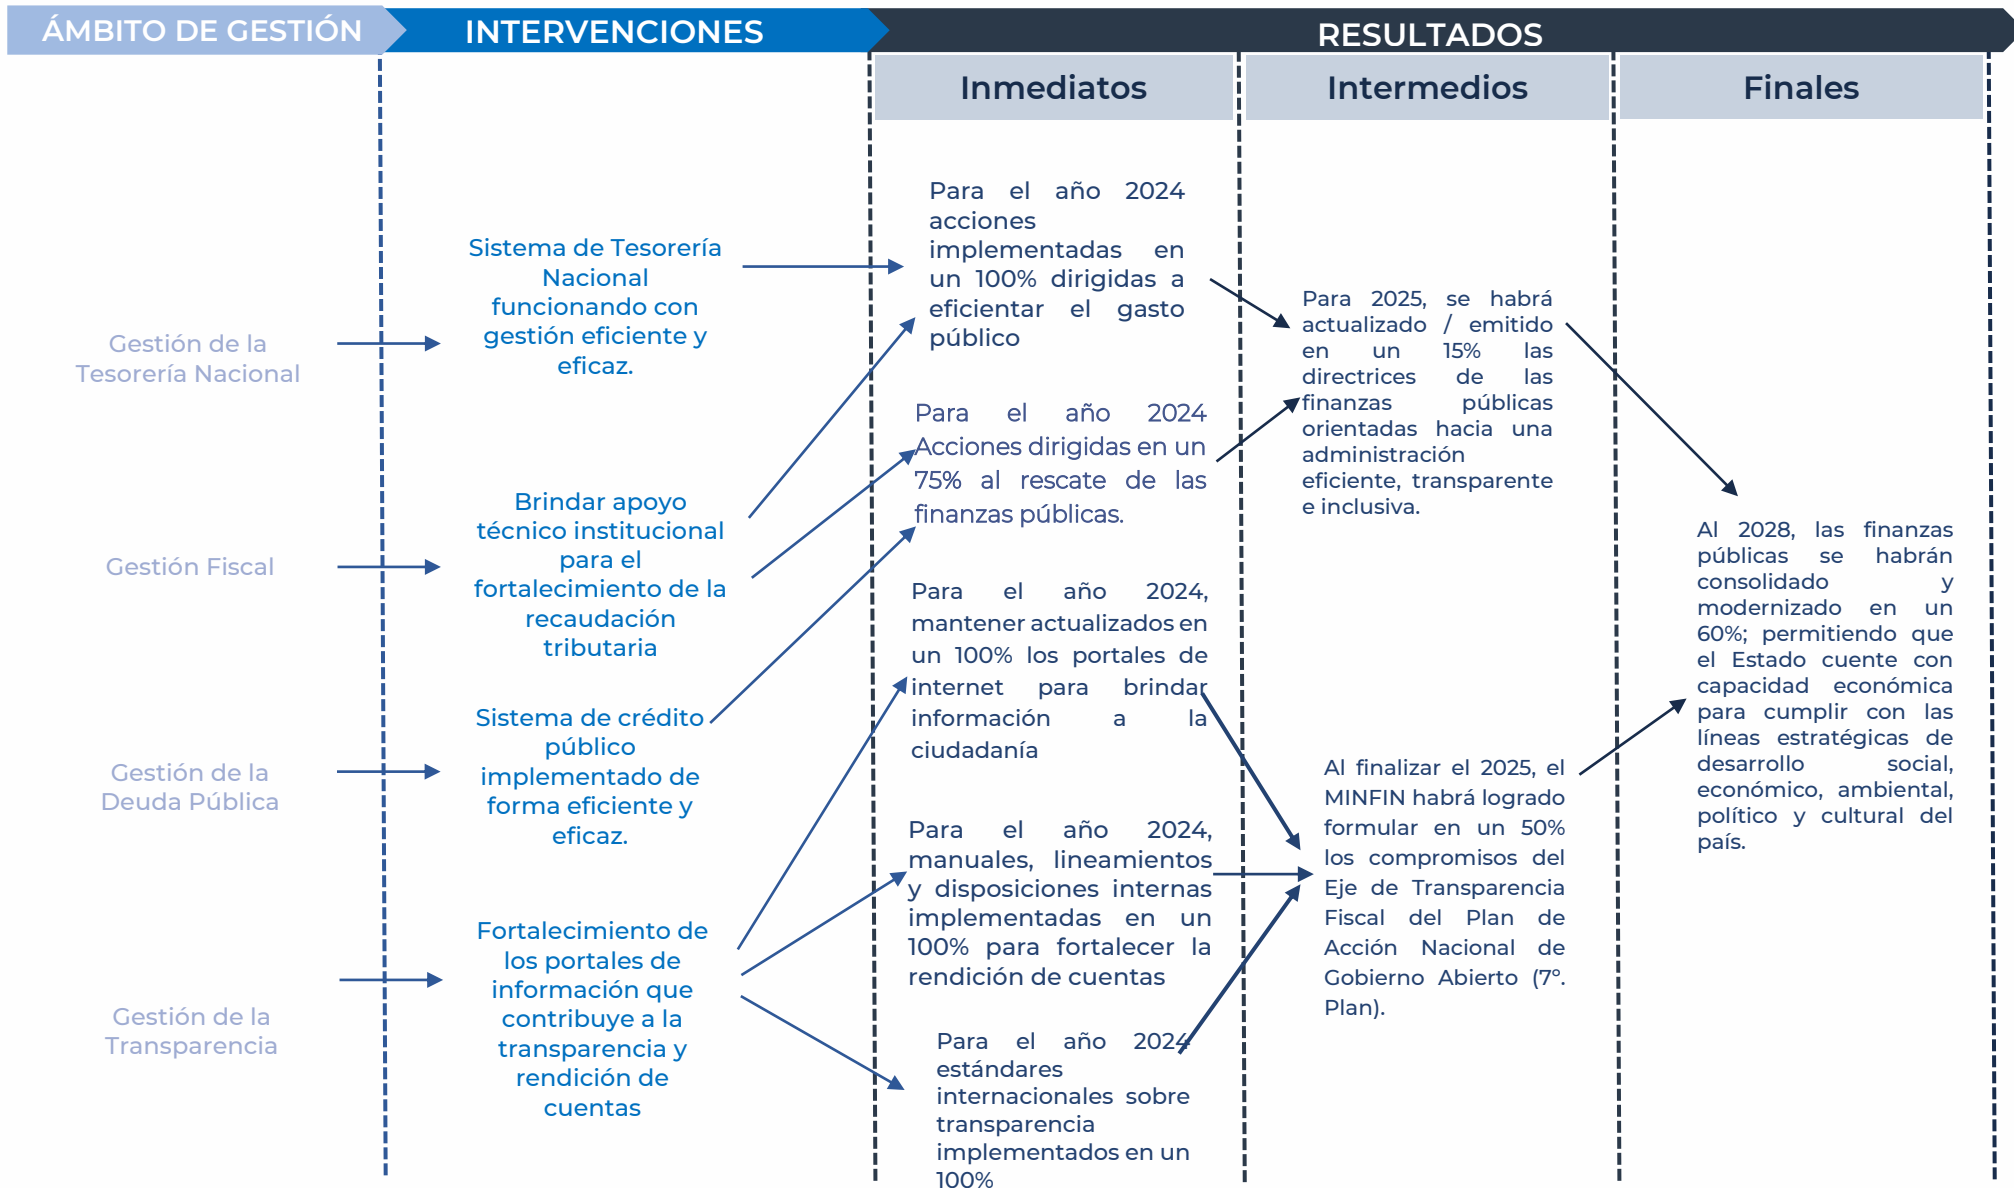 ÁMBITO DE GESTIÓN
INTERVENCIONES
RESULTADOS
Inmediatos
Intermedios
Finales
Gestión de la
Tesorería Nacional
Gestión Fiscal
Gestión de la
Deuda Pública
Gestión de la
Transparencia
Sistema de Tesorería
Nacional
funcionando con
gestión eficiente y
eficaz.
Brindar apoyo
técnico institucional
para el
fortalecimiento de la
recaudación
tributaria
Sistema de crédito
público
implementado de
forma eficiente y
eficaz.
Fortalecimiento de
los portales de
información que
contribuye a la
transparencia y
rendición de
cuentas
Para el año 2024
acciones
implementadas en
un 100% dirigidas a
eficientar el gasto
público
Para el año 2024
Acciones dirigidas en un
75% al rescate de las
finanzas públicas.
Para el año 2024,
mantener actualizados en
un 100% los portales de
internet para brindar
información a la
ciudadanía
Para el año 2024,
manuales, lineamientos
y disposiciones internas
implementadas en un
100% para fortalecer la
rendición de cuentas
Para el año 2024
estándares
internacionales sobre
transparencia
implementados en un
100%
Para 2025, se habrá
actualizado / emitido
en un 15% las
directrices de las
finanzas públicas
orientadas hacia una
administración
eficiente, transparente
e inclusiva.
Al finalizar el 2025, el
MINFIN habrá logrado
formular en un 50%
los compromisos del
Eje de Transparencia
Fiscal del Plan de
Acción Nacional de
Gobierno Abierto (7º.
Plan).
Al 2028, las finanzas
públicas se habrán
consolidado y
modernizado en un
60%; permitiendo que
el Estado cuente con
capacidad económica
para cumplir con las
líneas estratégicas de
desarrollo social,
económico, ambiental,
político y cultural del
país.